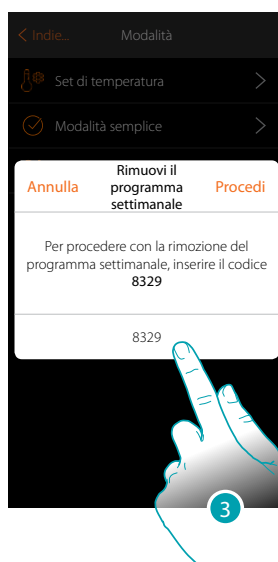 < Indie... Modalità
Set di temperatura >
Modalità semplice >
Annulla
Rimuovi il
programma
settimanale
Procedi
Per procedere con la rimozione del
programma settimanale, inserire il codice
8329
8329
3